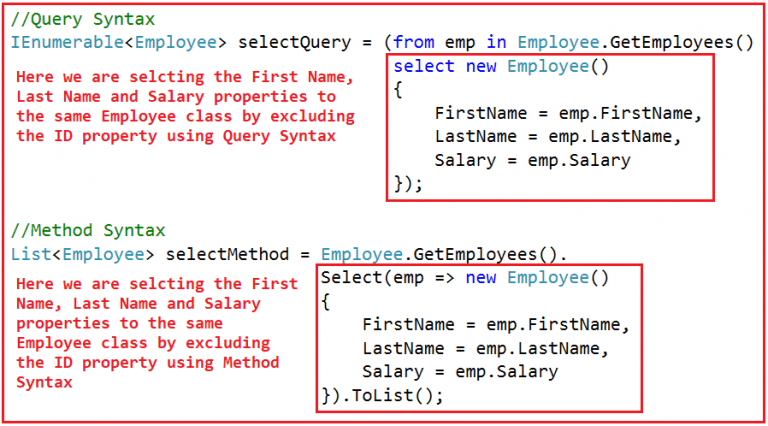 //Query Syntax
IEnumerable<Employee> selectQuery = (from emp in Employee.GetEmployees()
select new Employee()
{
FirstName = emp.FirstName,
LastName = emp.LastName,
Salary = emp.Salary
});
Here we are selcting the First Name,
Last Name and Salary properties to
the same Employee class by excluding
the ID property using Query Syntax
//Method Syntax
List<Employee> selectMethod = Employee.GetEmployees().
Select(emp => new Employee()
{
FirstName = emp.FirstName,
LastName = emp.LastName,
Salary = emp.Salary
}).ToList();
Here we are selcting the First
Name, Last Name and Salary
properties to the same
Employee class by excluding
the ID property using Method
Syntax